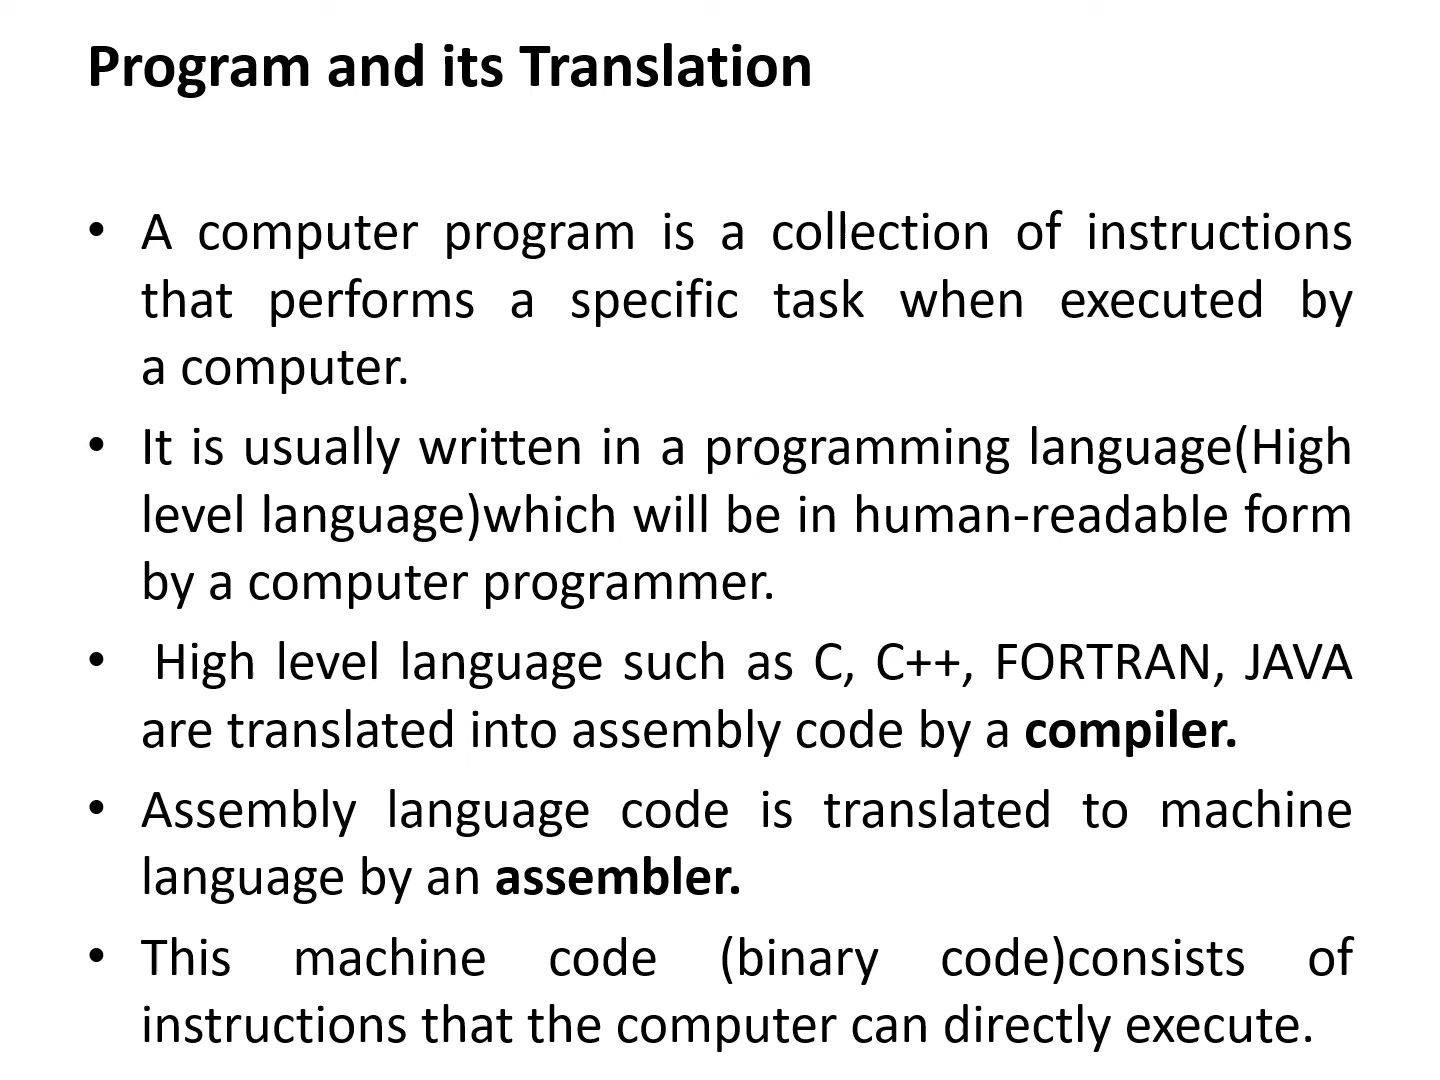 Program and its Translation
• A computer program is a collection of instructions
that performs a specific task when executed by
a computer.
• It is usually written in a programming language(High
level language)which will be in human-readable form
by a computer programmer.
• High level language such as C, C++, FORTRAN, JAVA
are translated into assembly code by a compiler.
• Assembly language code is translated to machine
language by an assembler.
• This machine code (binary code)consists of
instructions that the computer can directly execute.